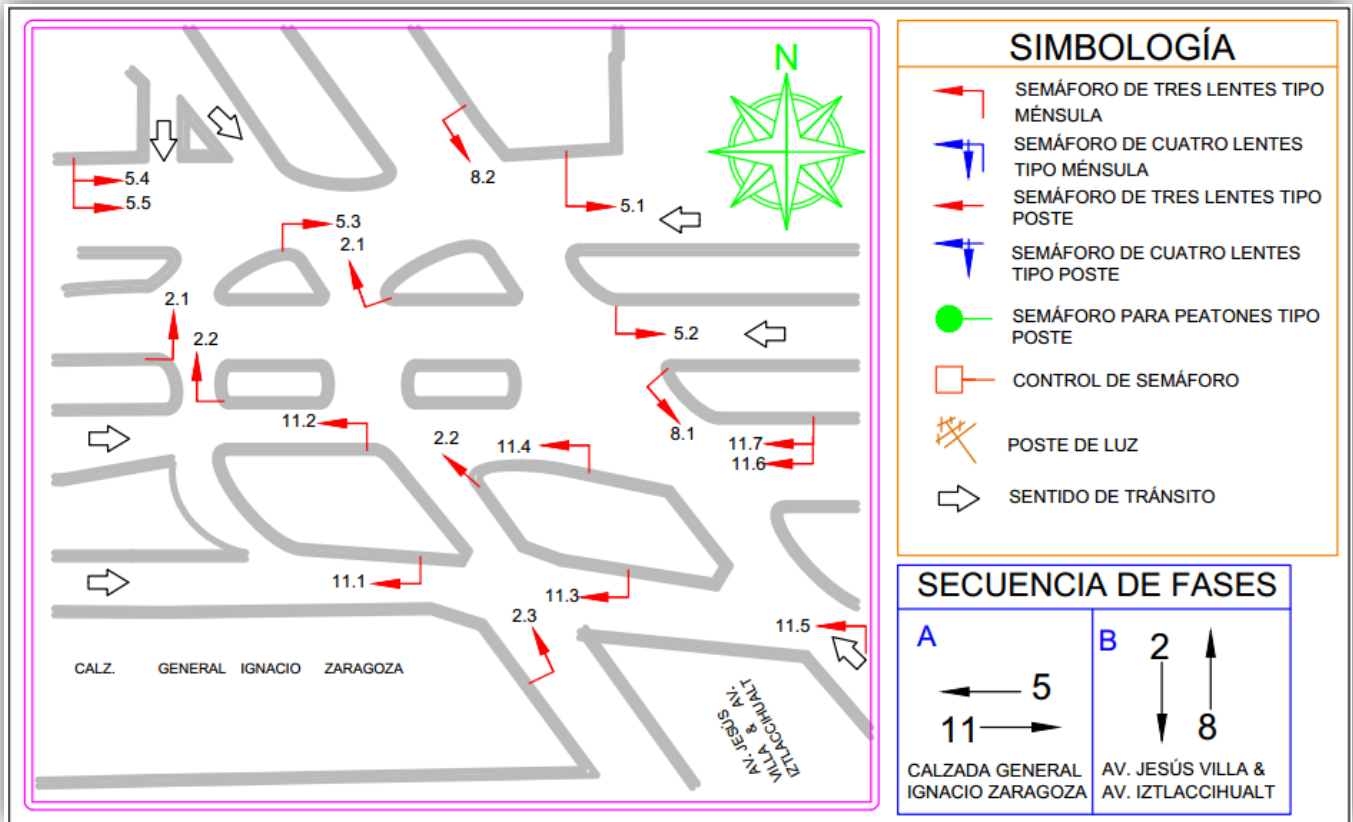 N
5.4
5.5
8.2
5.1
5.3
2.1
2.1
2.2
5.2
11.2
2.2
11.4
8.1
11.7
11.6
11.1
11.3
2.3
11.5
CALZ. GENERAL IGNACIO ZARAGOZA
AV. JESÚS
VILLA & AV.
IZTLACCIHUALT
SIMBOLOGÍA
SEMÁFORO DE TRES LENTES TIPO
MÉNSULA
SEMÁFORO DE CUATRO LENTES
TIPO MÉNSULA
SEMÁFORO DE TRES LENTES TIPO
POSTE
SEMÁFORO DE CUATRO LENTES
TIPO POSTE
SEMÁFORO PARA PEATONES TIPO
POSTE
CONTROL DE SEMÁFORO
POSTE DE LUZ
SENTIDO DE TRÁNSITO
SECUENCIA DE FASES
A
5
11
CALZADA GENERAL
IGNACIO ZARAGOZA
B
2
8
AV. JESÚS VILLA &
AV. IZTLACCIHUALT